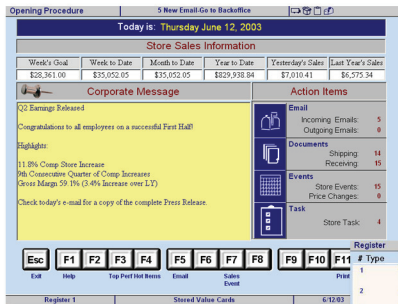 Opening Procedure
5 New Email-Go to Backoffice
Today is: Thursday June 12, 2003
Store Sales Information
Week's Goal Week to Date Month to Date Year to Date Yesterday's Sales Last Year's Sales
$28,361.00 $35,052.05 $35,052.05 $829,938.84 $7,010.41 $6,575.34
Corporate Message
Q2 Earnings Released
Congratulations to all employees on a successful First Half!
Highlights:
11.8% Comp Store Increase
9th Consecutive Quarter of Comp Increases
Gross Margin 59.1% (3.4% Increase over LY)
Check today's e-mail for a copy of the complete Press Release.
Action Items
Email
Incoming Emails: 5
Outgoing Emails: 0
Documents
Shipping: 14
Receiving: 15
Events
Store Events: 15
Price Changes: 0
Task
Store Task: 4
Esc F1 F2 F3 F4 F5 F6 F7 F8 F9 F10 F11
Exit Help Top Perf Hot Items Email Sales Event Print
Register
# Type
1
2
Register 1 Stored Value Cards 6/12/03